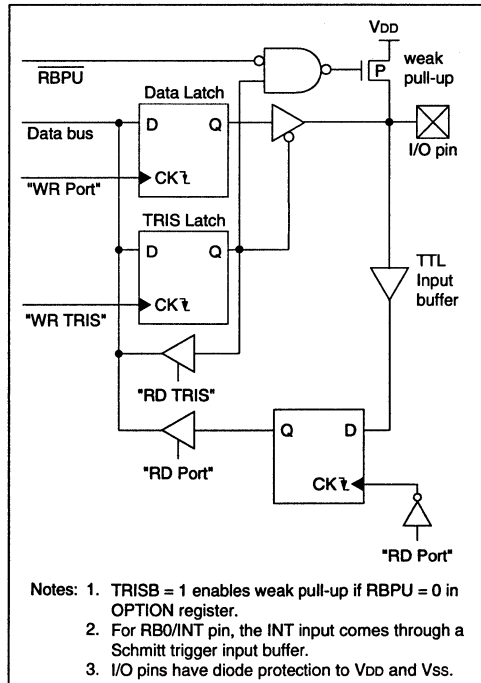 VDD
weak
pull-up
P
RBPU
Data Latch
D Q
Data bus
I/O pin
CK
"WR Port"
TRIS Latch
D Q
TTL
Input
buffer
CK
"WR TRIS"
"RD TRIS"
Q D
"RD Port"
CK
"RD Port"
Notes: 1. TRISB = 1 enables weak pull-up if RBPU = 0 in
OPTION register.
2. For RB0/INT pin, the INT input comes through a
Schmitt trigger input buffer.
3. I/O pins have diode protection to VDD and VSS.